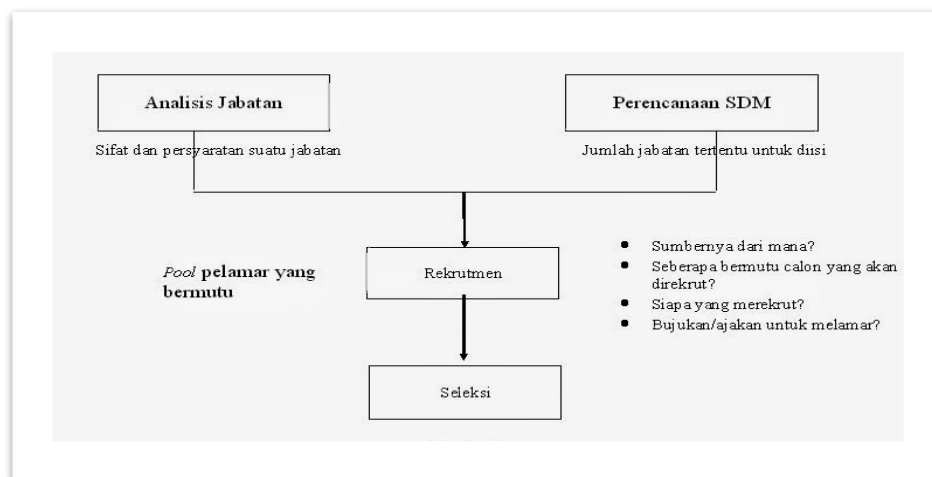 Analisis Jabatan
Perencanaan SDM
Sifat dan persyaratan suatu jabatan
Jumlah jabatan tertentu untuk diisi
Pool pelamar yang
bermutu
Rekrutmen
• Sumbernya dari mana?
• Seberapa bermutu calon yang akan
direkrut?
• Siapa yang merekrut?
• Bujukan/ajakan untuk melamar?
Seleksi